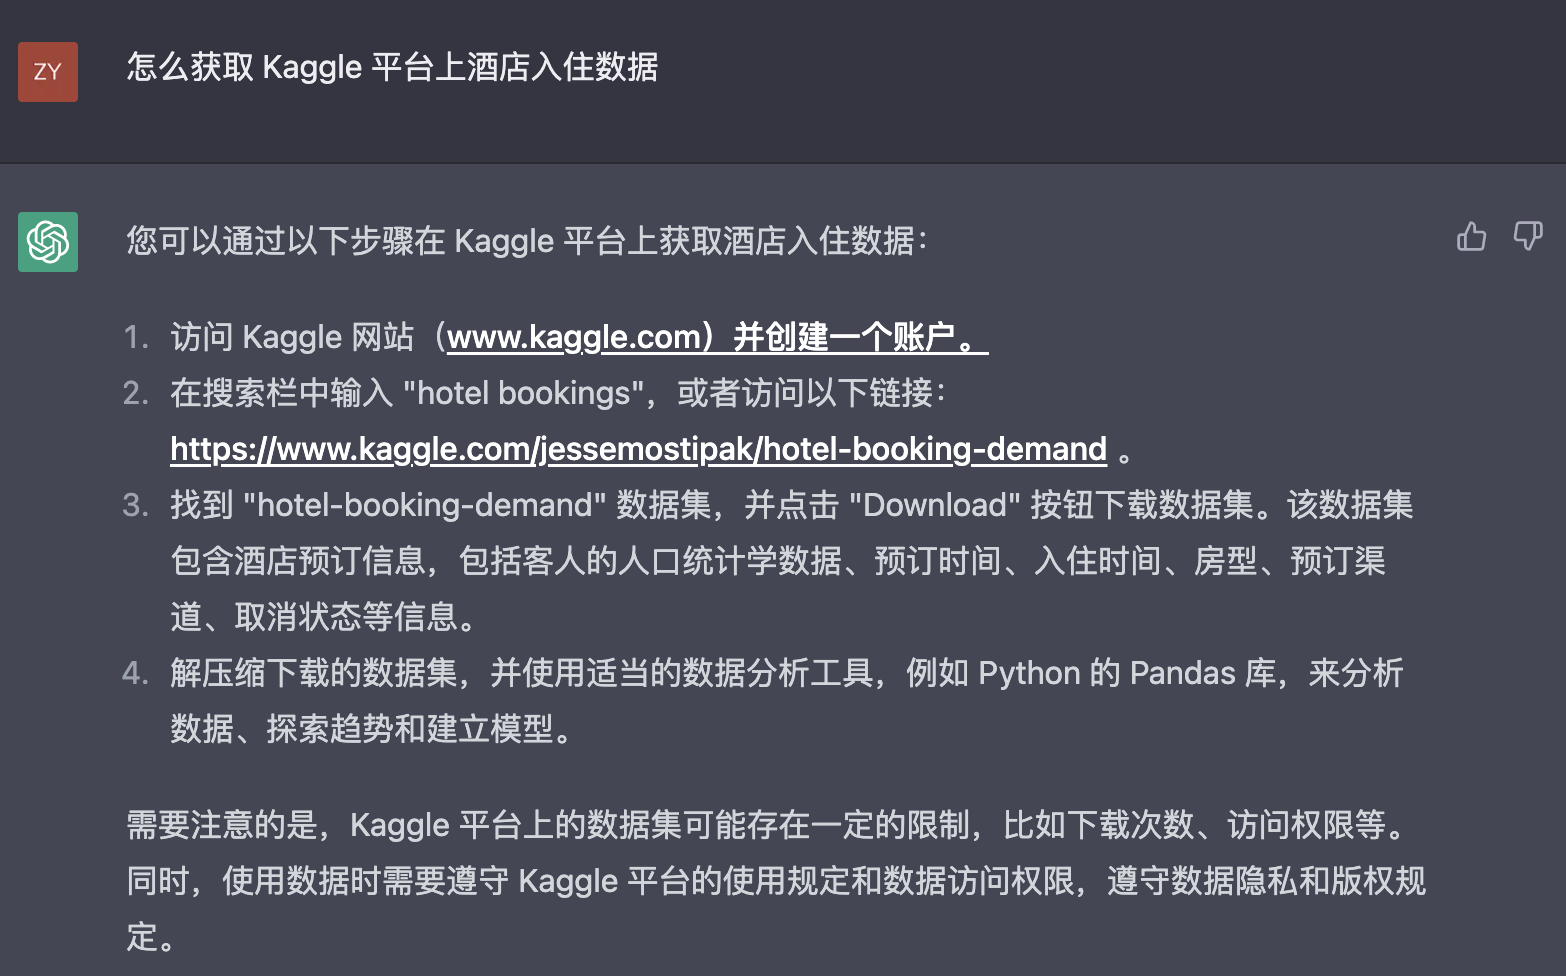 ZY
怎么获取 Kaggle 平台上酒店入住数据
您可以通过以下步骤在 Kaggle 平台上获取酒店入住数据：
1. 访问 Kaggle 网站（www.kaggle.com）并创建一个账户。
2. 在搜索栏中输入 "hotel bookings"，或者访问以下链接：
https://www.kaggle.com/jessemostipak/hotel-booking-demand 。
3. 找到 "hotel-booking-demand" 数据集，并点击 "Download" 按钮下载数据集。该数据集
包含酒店预订信息，包括客人的人口统计学数据、预订时间、入住时间、房型、预订渠
道、取消状态等信息。
4. 解压缩下载的数据集，并使用适当的数据分析工具，例如 Python 的 Pandas 库，来分析
数据、探索趋势和建立模型。
需要注意的是，Kaggle 平台上的数据集可能存在一定的限制，比如下载次数、访问权限等。
同时，使用数据时需要遵守 Kaggle 平台的使用规定和数据访问权限，遵守数据隐私和版权规
定。